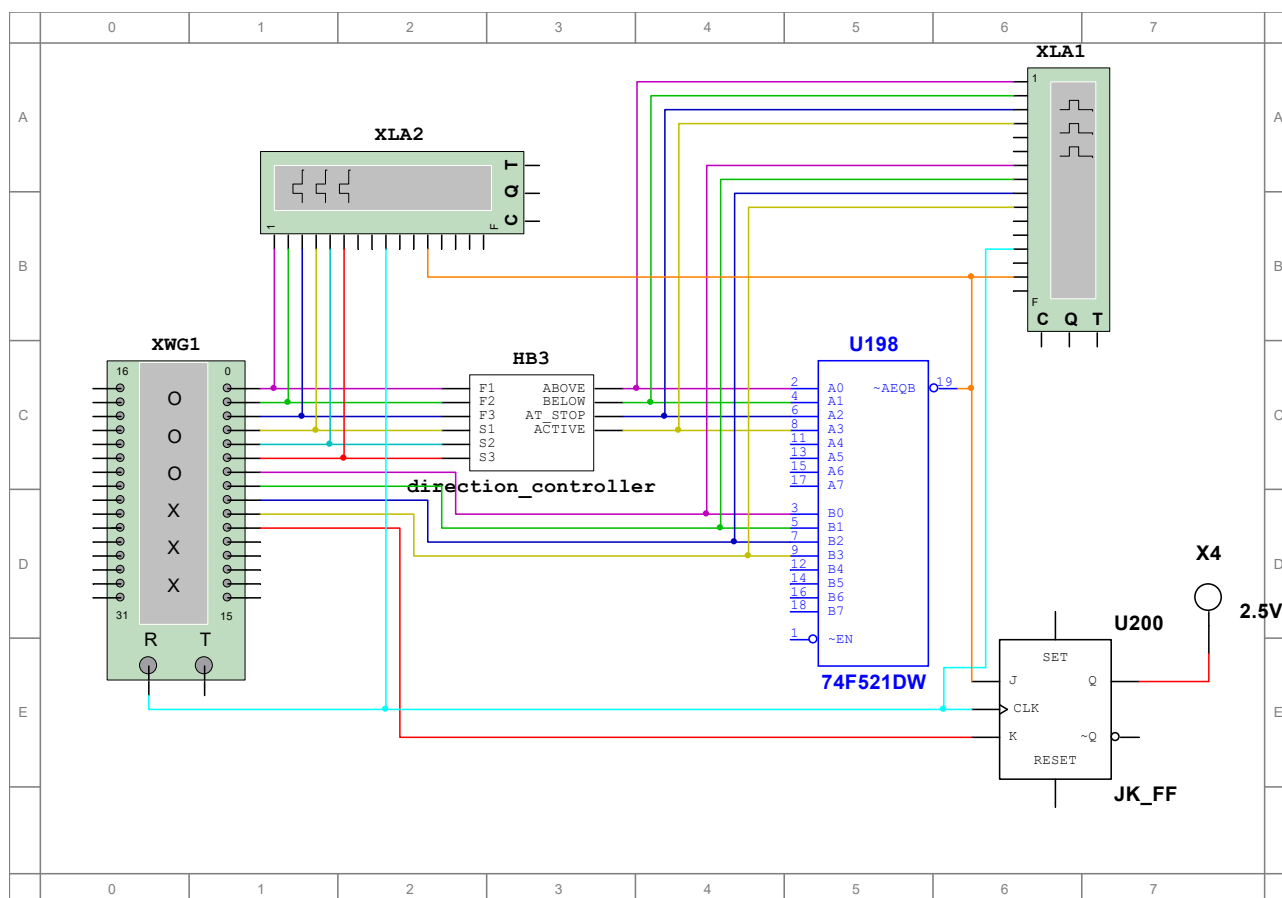 0 1 2 3 4 5 6 7
A A
B B
C C
D D
E E
0 1 2 3 4 5 6 7
XLA1
1
F
C Q T
XLA2
T
Q
C
1
F
XWG1
16 0
O
O
O
X
X
X
31 15
R T
HB3
F1 ABOVE
F2 BELOW
F3 AT_STOP
S1 ACTIVE
S2
S3
direction_controller
U198
2 A0 ~AEQB 19
4 A1
6 A2
8 A3
11 A4
13 A5
15 A6
17 A7
3 B0
5 B1
7 B2
9 B3
12 B4
14 B5
16 B6
18 B7
1 ~EN
74F521DW
X4
2.5V
U200
SET
J Q
CLK
K ~Q
RESET
JK_FF